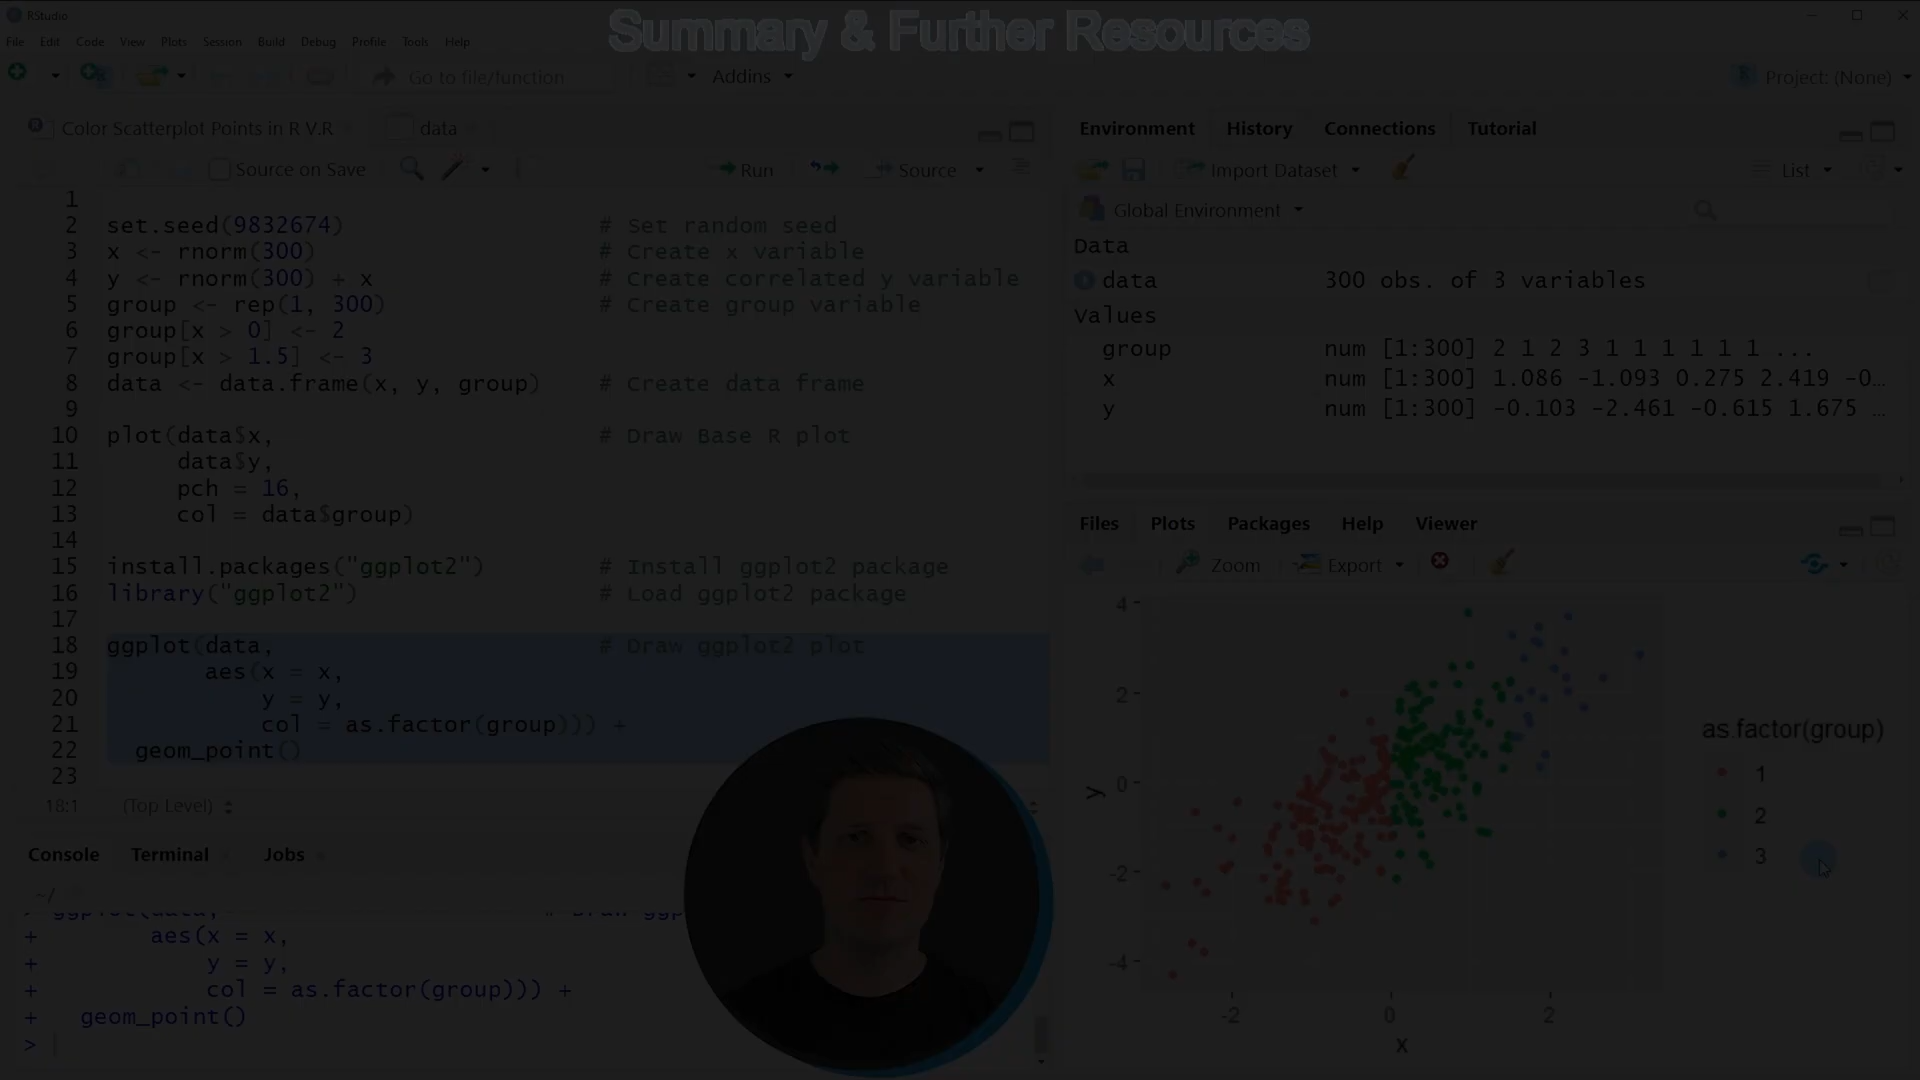 RStudio
Summary & Further Resources
File Edit Code View Plots Session Build Debug Profile Tools Help
Go to file/function Addins Project: (None)
Color Scatterplot Points in R V.R data
Source on Save Run Source
1
2 set.seed(9832674) # Set random seed
3 x <- rnorm(300) # Create x variable
4 y <- rnorm(300) + x # Create correlated y variable
5 group <- rep(1, 300) # Create group variable
6 group[x > 0] <- 2
7 group[x > 1.5] <- 3
8 data <- data.frame(x, y, group) # Create data frame
9
10 plot(data$x, # Draw Base R plot
11 data$y,
12 pch = 16,
13 col = data$group)
14
15 install.packages("ggplot2") # Install ggplot2 package
16 library("ggplot2") # Load ggplot2 package
17
18 ggplot(data, # Draw ggplot2 plot
19 aes(x = x,
20 y = y,
21 col = as.factor(group))) +
22 geom_point()
23
18:1 (Top Level)
Console Terminal Jobs
~/
> ggplot(data, # Draw ggp
+ aes(x = x,
+ y = y,
+ col = as.factor(group))) +
+ geom_point()
>
Environment History Connections Tutorial
Import Dataset List
Global Environment
Data
data 300 obs. of 3 variables
Values
group num [1:300] 2 1 2 3 1 1 1 1 1 1 ...
x num [1:300] 1.086 -1.093 0.275 2.419 -0...
y num [1:300] -0.103 -2.461 -0.615 1.675 ...
Files Plots Packages Help Viewer
Zoom Export
4
2
0
-2
-4
y
-2 0 2
x
as.factor(group)
1
2
3